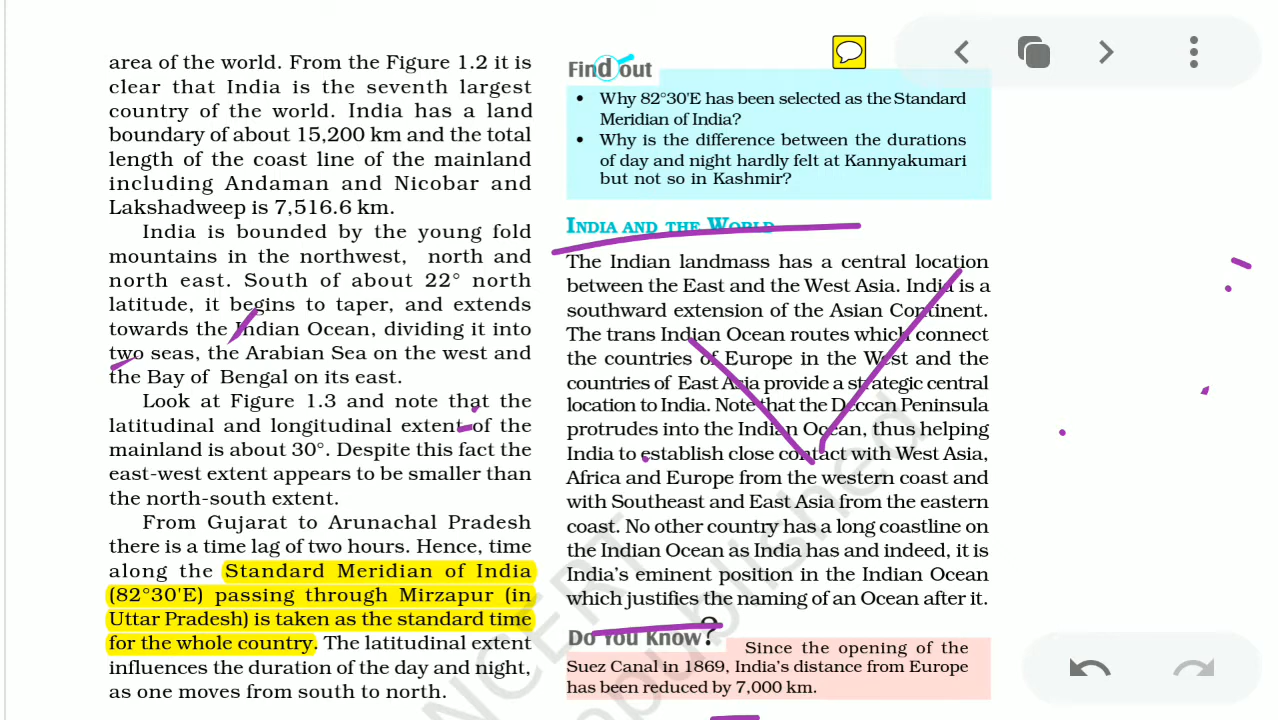 area of the world. From the Figure 1.2 it is
clear that India is the seventh largest
country of the world. India has a land
boundary of about 15,200 km and the total
length of the coast line of the mainland
including Andaman and Nicobar and
Lakshadweep is 7,516.6 km.
India is bounded by the young fold
mountains in the northwest, north and
north east. South of about 22° north
latitude, it begins to taper, and extends
towards the Indian Ocean, dividing it into
two seas, the Arabian Sea on the west and
the Bay of Bengal on its east.
Look at Figure 1.3 and note that the
latitudinal and longitudinal extent of the
mainland is about 30°. Despite this fact the
east-west extent appears to be smaller than
the north-south extent.
From Gujarat to Arunachal Pradesh
there is a time lag of two hours. Hence, time
along the Standard Meridian of India
(82°30'E) passing through Mirzapur (in
Uttar Pradesh) is taken as the standard time
for the whole country. The latitudinal extent
influences the duration of the day and night,
as one moves from south to north.
Find out
• Why 82°30'E has been selected as the Standard
Meridian of India?
• Why is the difference between the durations
of day and night hardly felt at Kannyakumari
but not so in Kashmir?
INDIA AND THE WORLD
The Indian landmass has a central location
between the East and the West Asia. India is a
southward extension of the Asian Continent.
The trans Indian Ocean routes which connect
the countries of Europe in the West and the
countries of East Asia provide a strategic central
location to India. Note that the Deccan Peninsula
protrudes into the Indian Ocean, thus helping
India to establish close contact with West Asia,
Africa and Europe from the western coast and
with Southeast and East Asia from the eastern
coast. No other country has a long coastline on
the Indian Ocean as India has and indeed, it is
India's eminent position in the Indian Ocean
which justifies the naming of an Ocean after it.
Do You Know?
Since the opening of the
Suez Canal in 1869, India's distance from Europe
has been reduced by 7,000 km.
NCERT
republished